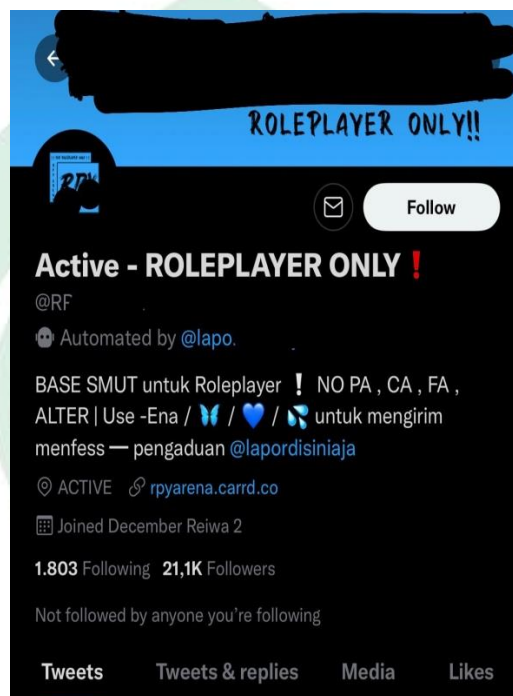 ROLEPLAYER ONLY!!
Follow
Active - ROLEPLAYER ONLY❗
@RF
Automated by @lapo.
BASE SMUT untuk Roleplayer ❕ NO PA , CA , FA ,
ALTER | Use -Ena / 🦋 / 💙 / 💦 untuk mengirim
menfess — pengaduan @lapordisiniaja
ACTIVE rpyarena.carrd.co
Joined December Reiwa 2
1.803 Following 21,1K Followers
Not followed by anyone you're following
Tweets Tweets & replies Media Likes